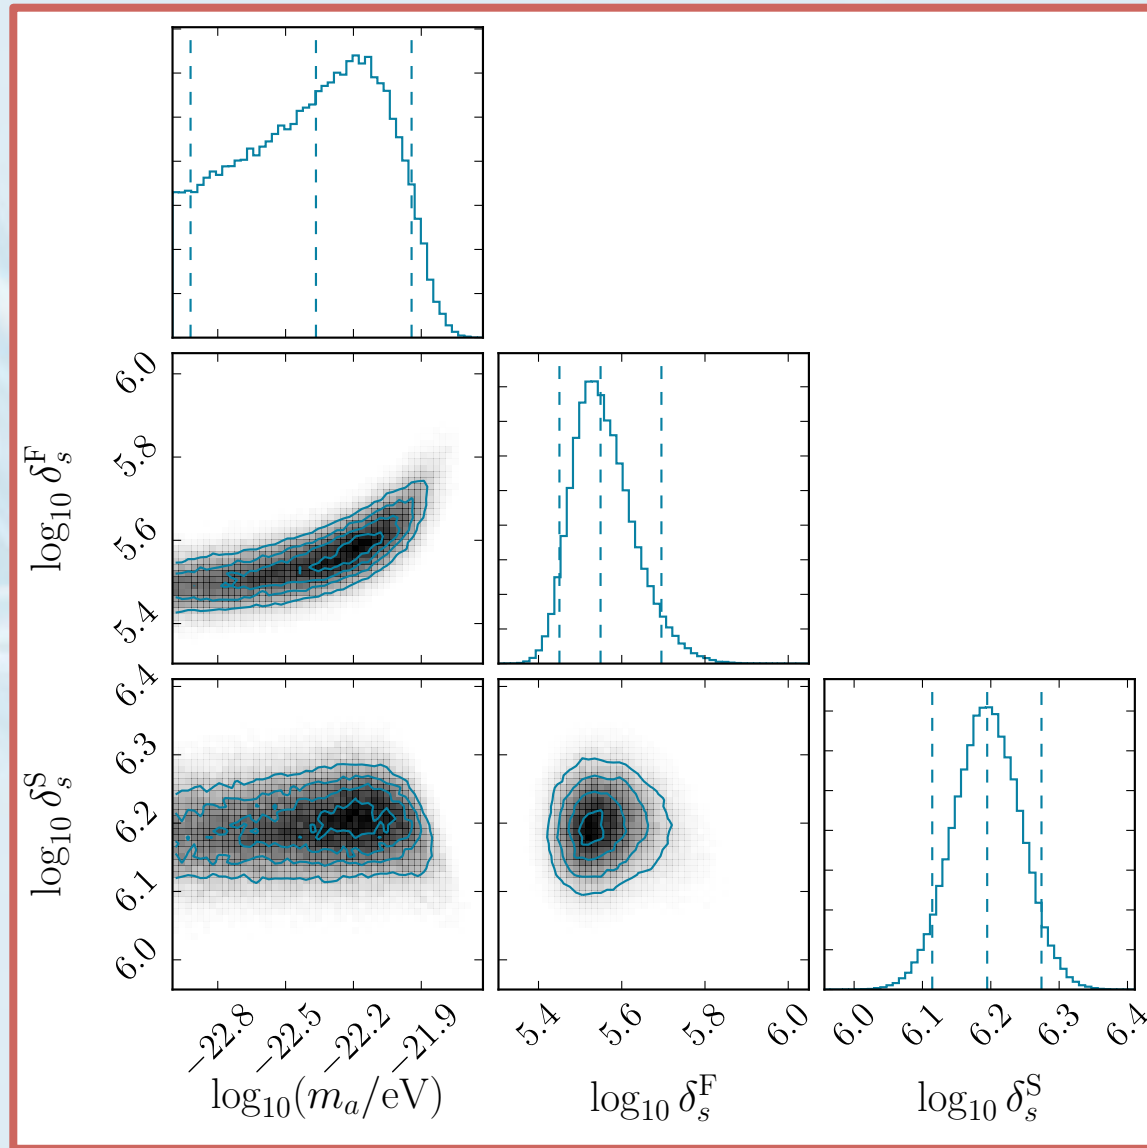 6.0
5.8
5.6
5.4
log₁₀ δₛᶠ
6.4
6.3
6.2
6.1
6.0
log₁₀ δₛˢ
−22.8 −22.5 −22.2 −21.9
log₁₀(mₐ/eV)
5.4 5.6 5.8 6.0
log₁₀ δₛᶠ
6.0 6.1 6.2 6.3 6.4
log₁₀ δₛˢ